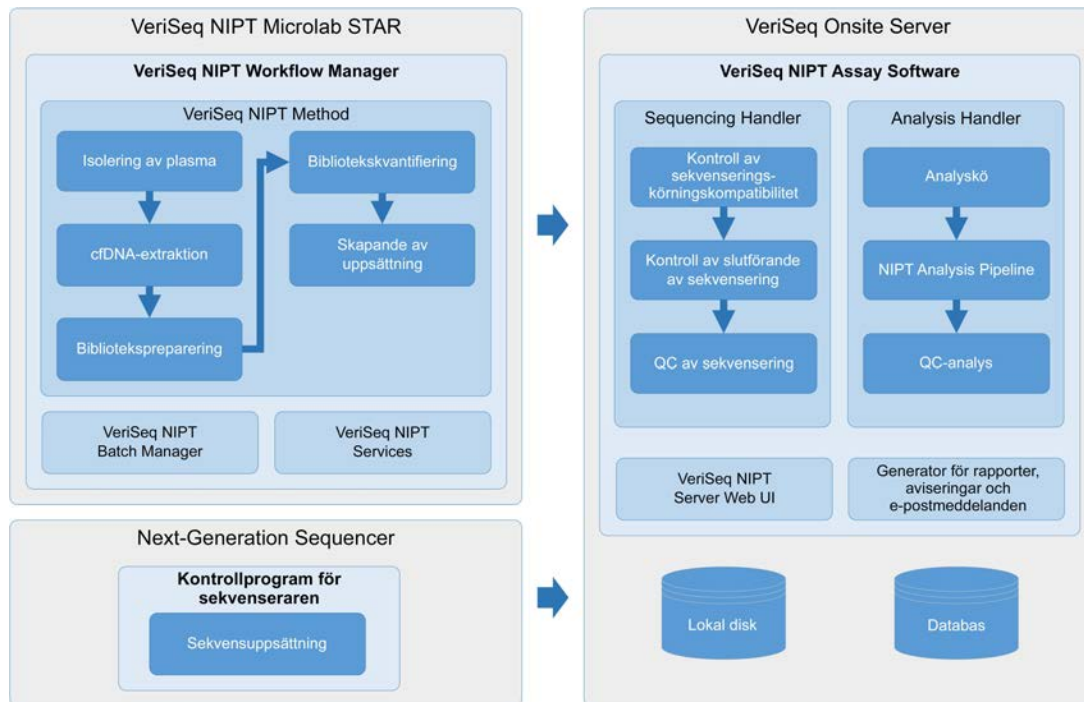 VeriSeq NIPT Microlab STAR
VeriSeq NIPT Workflow Manager
VeriSeq NIPT Method
Isolering av plasma
cfDNA-extraktion
Bibliotekspreparering
Bibliotekskvantifiering
Skapande av
uppsättning
VeriSeq NIPT
Batch Manager
VeriSeq NIPT
Services
Next-Generation Sequencer
Kontrollprogram för
sekvenseraren
Sekvensuppsättning
VeriSeq Onsite Server
VeriSeq NIPT Assay Software
Sequencing Handler
Kontroll av
sekvenserings-
körningskompatibilitet
Kontroll av slutförande
av sekvensering
QC av sekvensering
Analysis Handler
Analyskö
NIPT Analysis Pipeline
QC-analys
VeriSeq NIPT
Server Web UI
Generator för rapporter,
aviseringar och
e-postmeddelanden
Lokal disk
Databas